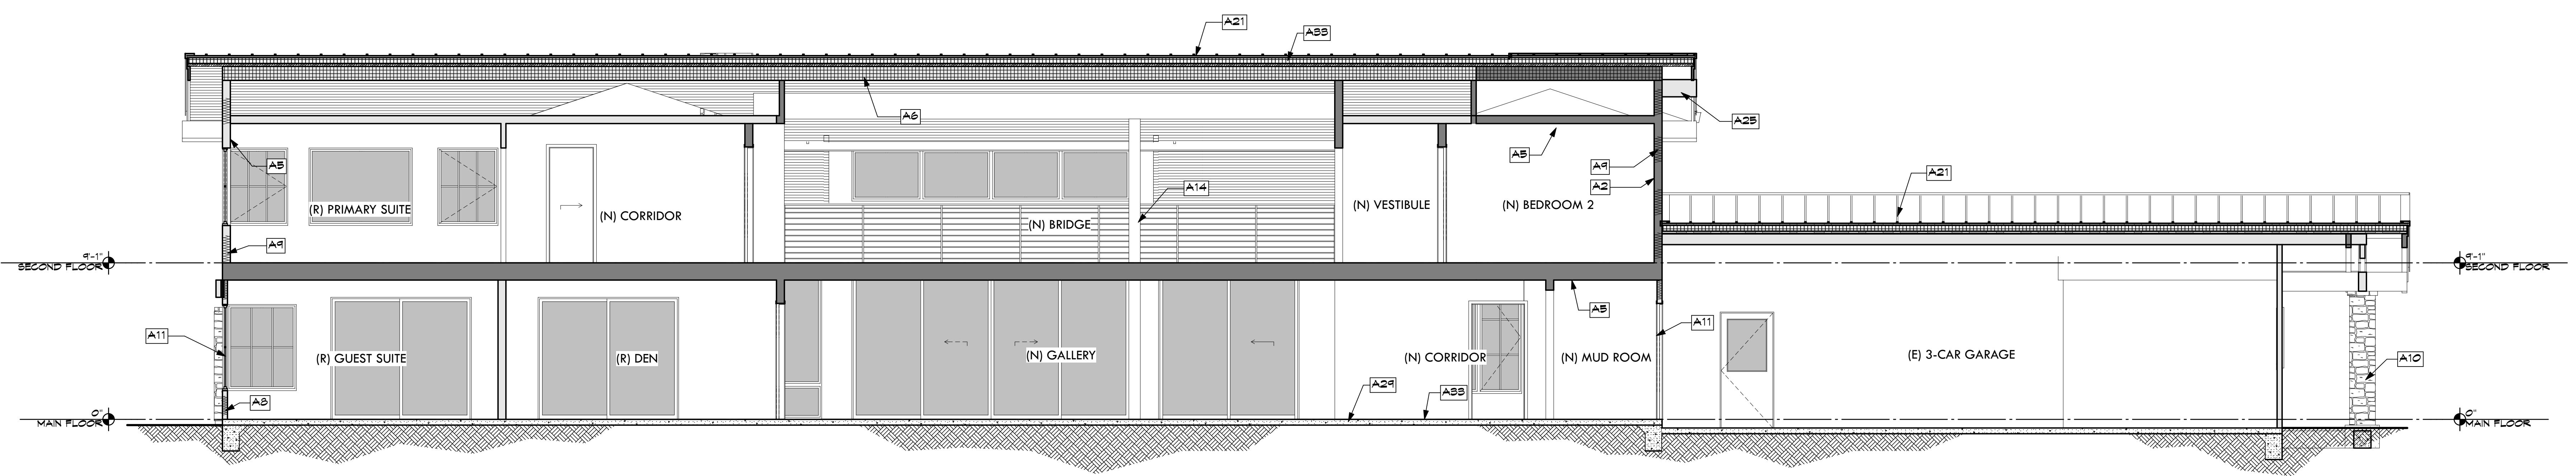 A21
A33
A6
A25
A5
A5
A9
A2
A14
A21
(R) PRIMARY SUITE
(N) CORRIDOR
(N) BRIDGE
(N) VESTIBULE
(N) BEDROOM 2
A9
9'-1"
SECOND FLOOR
9'-1"
SECOND FLOOR
A5
A11
A11
(R) GUEST SUITE
(R) DEN
(N) GALLERY
(N) CORRIDOR
(N) MUD ROOM
(E) 3-CAR GARAGE
A10
A29
A33
A8
0"
MAIN FLOOR
0"
MAIN FLOOR